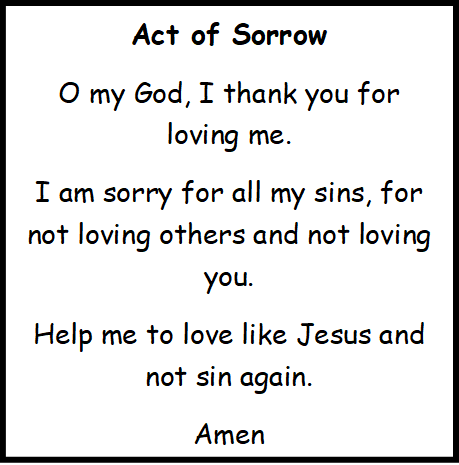 Act of Sorrow
O my God, I thank you for
loving me.
I am sorry for all my sins, for
not loving others and not loving
you.
Help me to love like Jesus and
not sin again.
Amen